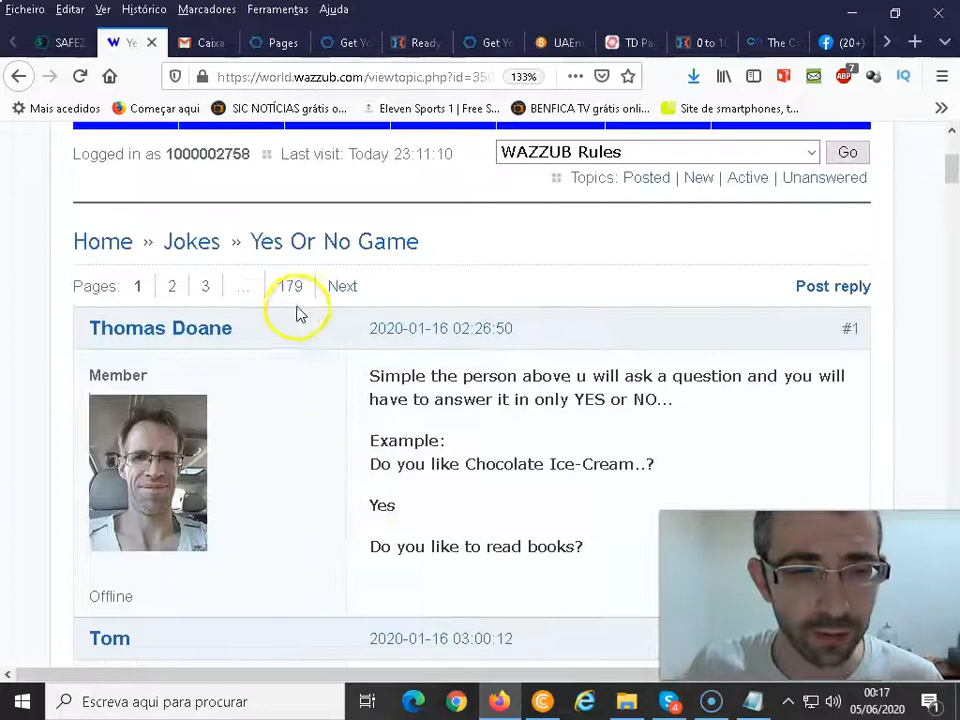 Ficheiro Editar Ver Histórico Marcadores Ferramentas Ajuda
SAFEZ Ye Caixa Pages Get Yo Ready Get Yo UAEm TD Pa 0 to 10 The C (20+)
https://world.wazzub.com/viewtopic.php?id=350 133% 7
Mais acedidos Começar aqui SIC NOTÍCIAS grátis o... Eleven Sports 1 | Free S... BENFICA TV grátis onli... Site de smartphones, t...
Logged in as 1000002758 Last visit: Today 23:11:10 WAZZUB Rules Go
Topics: Posted | New | Active | Unanswered
Home » Jokes » Yes Or No Game
Pages: 1 2 3 ... 179 Next Post reply
Thomas Doane 2020-01-16 02:26:50 #1
Member
Simple the person above u will ask a question and you will
have to answer it in only YES or NO...
Example:
Do you like Chocolate Ice-Cream..?
Yes
Do you like to read books?
Offline
Tom 2020-01-16 03:00:12
Escreve aqui para procurar 4 00:17
05/06/2020 1